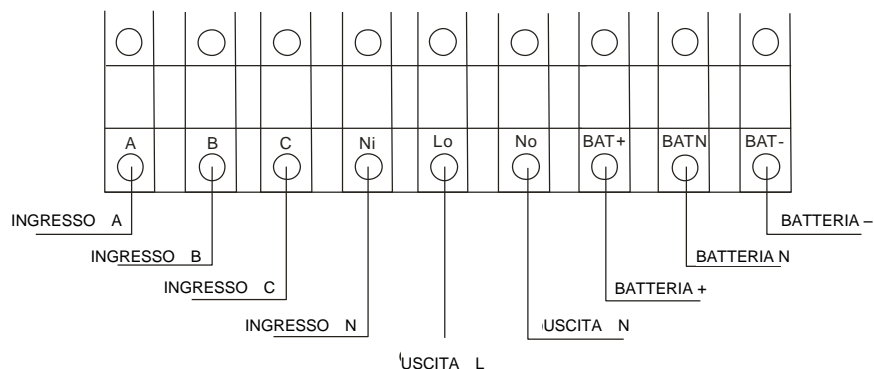 A B C Ni Lo No BAT+ BATN BAT-
INGRESSO A
BATTERIA –
INGRESSO B
BATTERIA N
INGRESSO C
BATTERIA +
INGRESSO N
USCITA N
USCITA L